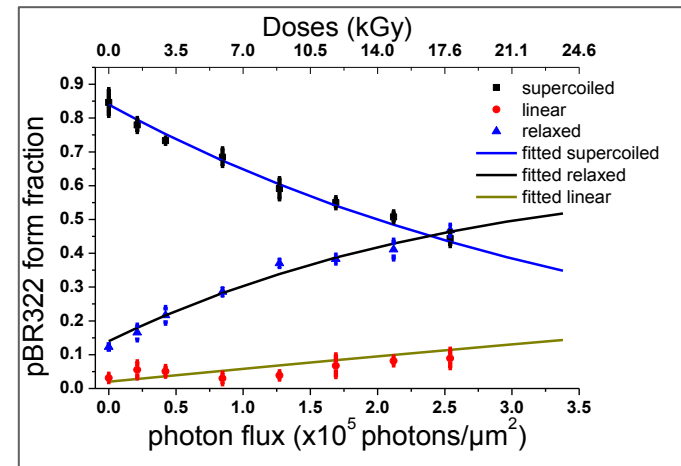 Doses (kGy)
0.0 3.5 7.0 10.5 14.0 17.6 21.1 24.6
0.9
0.8
0.7
0.6
0.5
0.4
0.3
0.2
0.1
0.0
pBR322 form fraction
supercoiled
linear
relaxed
fitted supercoiled
fitted relaxed
fitted linear
0.0 0.5 1.0 1.5 2.0 2.5 3.0 3.5
photon flux (x10⁵ photons/µm²)